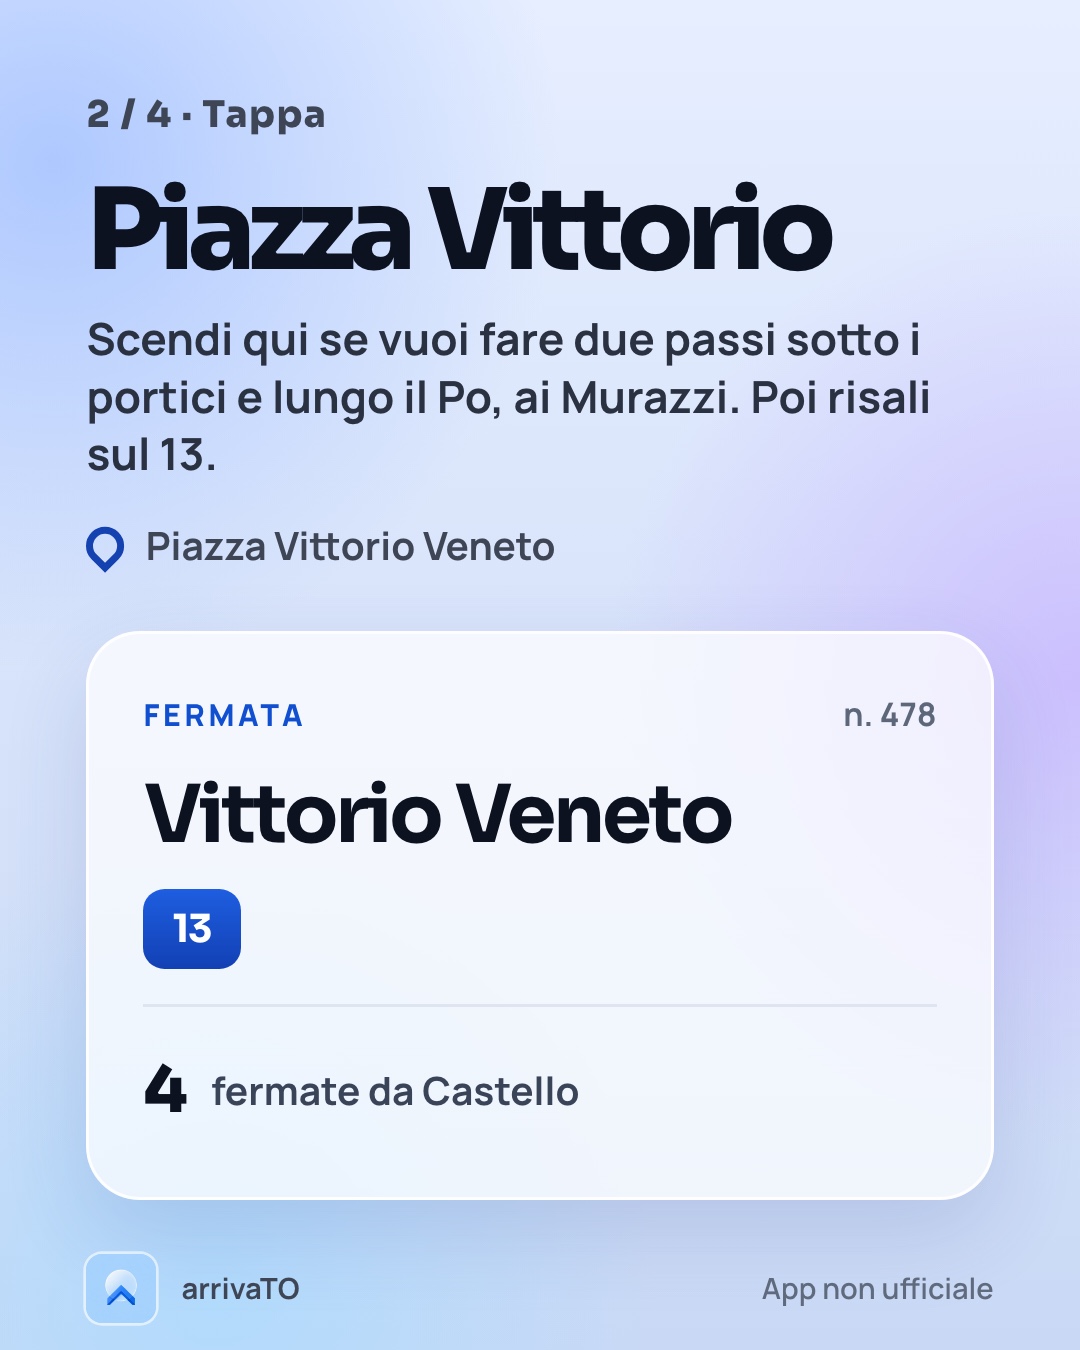 2 / 4 · Tappa
Piazza Vittorio
Scendi qui se vuoi fare due passi sotto i
portici e lungo il Po, ai Murazzi. Poi risali
sul 13.
Piazza Vittorio Veneto
FERMATA
n. 478
Vittorio Veneto
13
4 fermate da Castello
arrivaTO
App non ufficiale